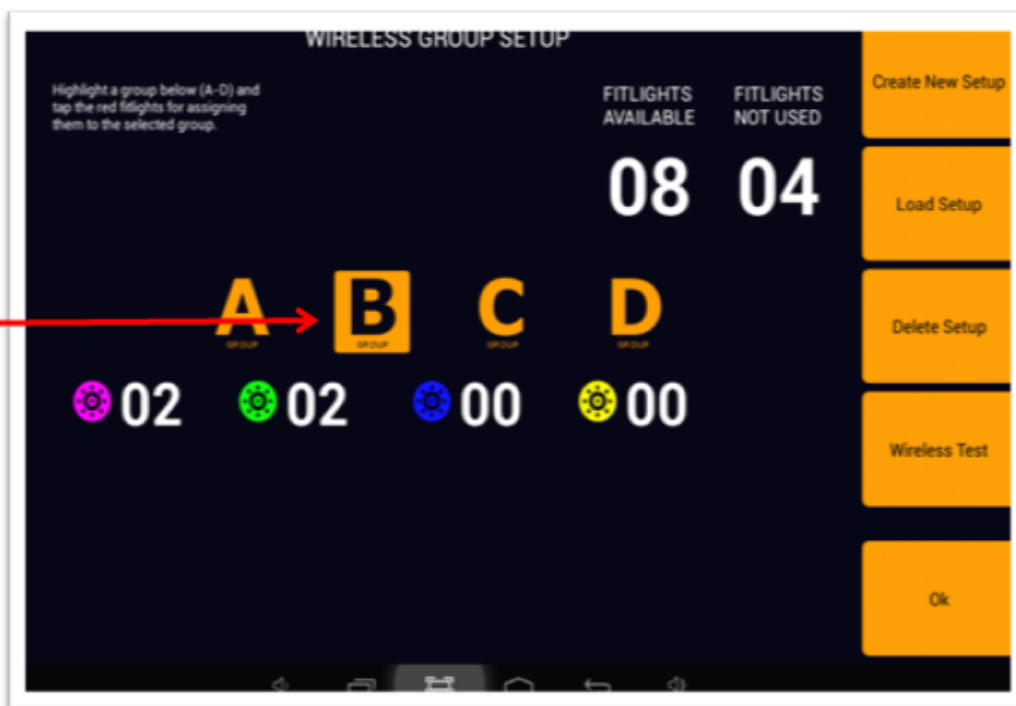 WIRELESS GROUP SETUP
Highlight a group below (A-D) and
tap the red fitlights for assigning
them to the selected group.
FITLIGHTS
AVAILABLE
FITLIGHTS
NOT USED
08
04
A
GROUP
B
GROUP
C
GROUP
D
GROUP
02
02
00
00
Create New Setup
Load Setup
Delete Setup
Wireless Test
Ok